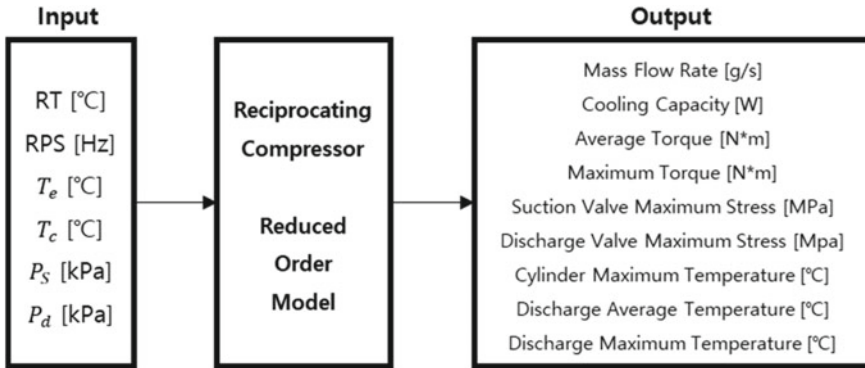 Input
RT [℃]
RPS [Hz]
Te [℃]
Tc [℃]
PS [kPa]
Pd [kPa]
Reciprocating
Compressor
Reduced
Order
Model
Output
Mass Flow Rate [g/s]
Cooling Capacity [W]
Average Torque [N*m]
Maximum Torque [N*m]
Suction Valve Maximum Stress [MPa]
Discharge Valve Maximum Stress [Mpa]
Cylinder Maximum Temperature [℃]
Discharge Average Temperature [℃]
Discharge Maximum Temperature [℃]